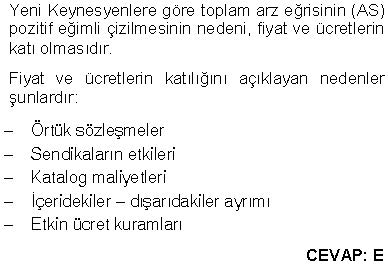 Yeni Keynesyenlere göre toplam arz eğrisinin (AS)
pozitif eğimli çizilmesinin nedeni, fiyat ve ücretlerin
katı olmasıdır.
Fiyat ve ücretlerin katılığını açıklayan nedenler
şunlardır:
– Örtük sözleşmeler
– Sendikaların etkileri
– Katalog maliyetleri
– İçeridekiler – dışarıdakiler ayrımı
– Etkin ücret kuramları
CEVAP: E